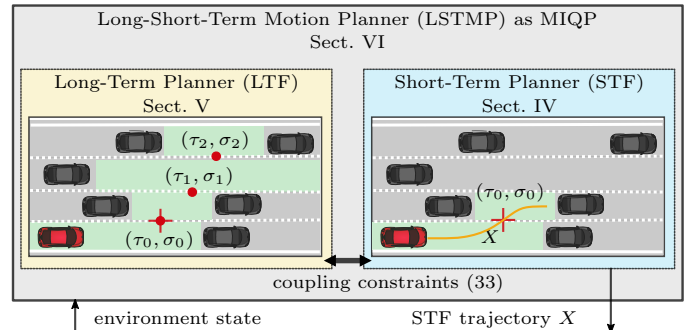 Long-Short-Term Motion Planner (LSTMP) as MIQP
Sect. VI
Long-Term Planner (LTF)
Sect. V
(τ₂, σ₂)
(τ₁, σ₁)
(τ₀, σ₀)
Short-Term Planner (STF)
Sect. IV
(τ₀, σ₀)
X
coupling constraints (33)
environment state
STF trajectory X